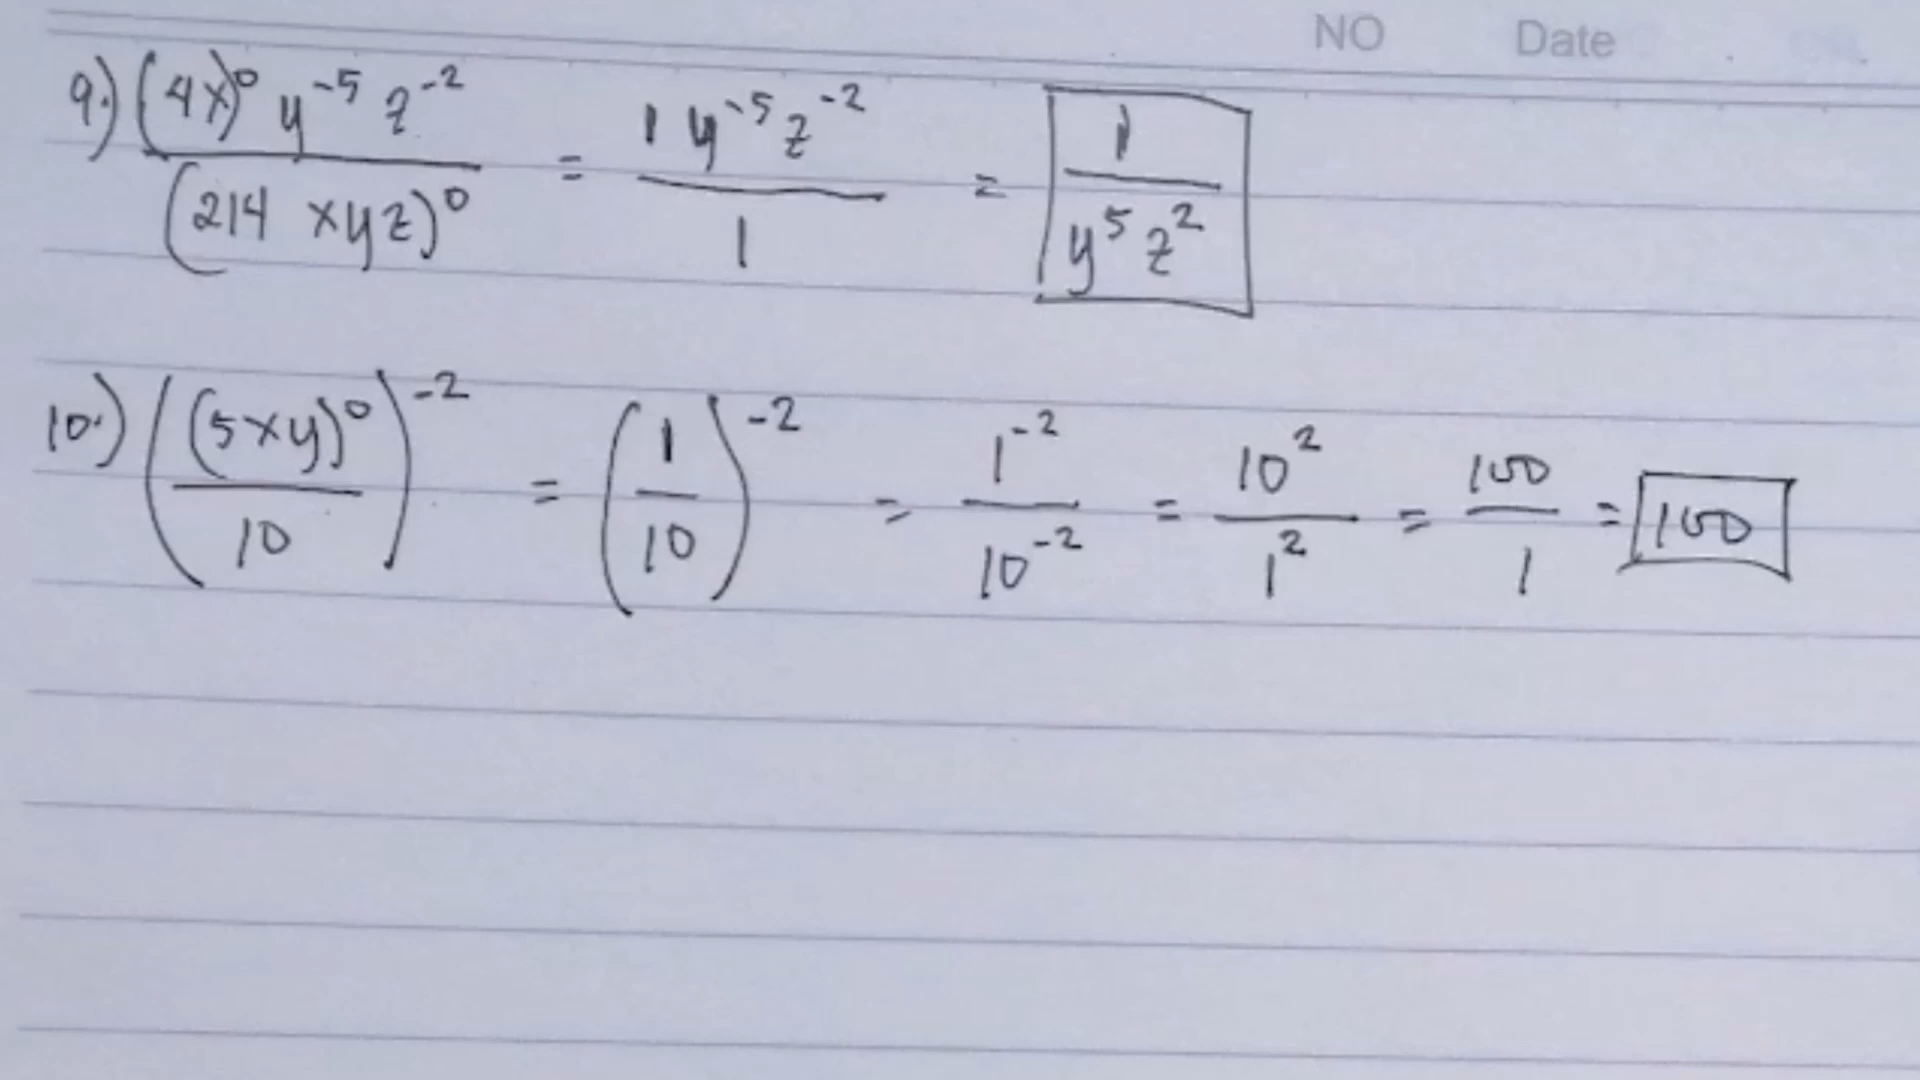 NO Date
9.) (4x)⁰ y⁻⁵ z⁻² / (214 xyz)⁰ = 1 y⁻⁵ z⁻² / 1 = 1 / y⁵ z²
10.) ((5xy)⁰ / 10)⁻² = (1 / 10)⁻² = 1⁻² / 10⁻² = 10² / 1² = 100 / 1 = 100